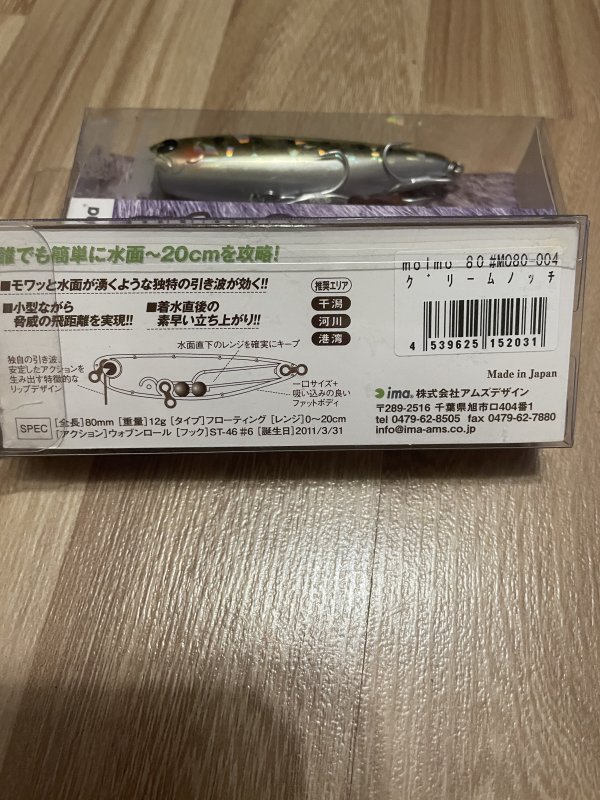 誰でも簡単に水面~20cmを攻略!
■モワッと水面が湧くような独特の引き波が効く!!
■小型ながら
脅威の飛距離を実現!!
■着水直後の
素早い立ち上がり!!
推奨エリア
干潟
河川
港湾
水面直下のレンジを確実にキープ
独自の引き波、
安定したアクションを
生み出す特徴的な
リップデザイン
一口サイズ+
吸い込みの良い
ファットボディ
SPEC
[全長]80mm [重量]12g [タイプ]フローティング [レンジ]0~20cm
[アクション]ウォブンロール [フック]ST-46 #6 [誕生日]2011/3/31
moimo 80 #MO80-004
グリームノッチ
4 539625 152031
Made in Japan
ima® 株式会社アムズデザイン
〒289-2516 千葉県旭市ロ404番1
tel 0479-62-8505 fax 0479-62-7880
info@ima-ams.co.jp